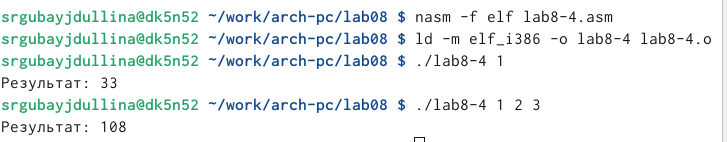 srgubayjdullina@dk5n52 ~/work/arch-pc/lab08 $ nasm -f elf lab8-4.asm
srgubayjdullina@dk5n52 ~/work/arch-pc/lab08 $ ld -m elf_i386 -o lab8-4 lab8-4.o
srgubayjdullina@dk5n52 ~/work/arch-pc/lab08 $ ./lab8-4 1
Результат: 33
srgubayjdullina@dk5n52 ~/work/arch-pc/lab08 $ ./lab8-4 1 2 3
Результат: 108